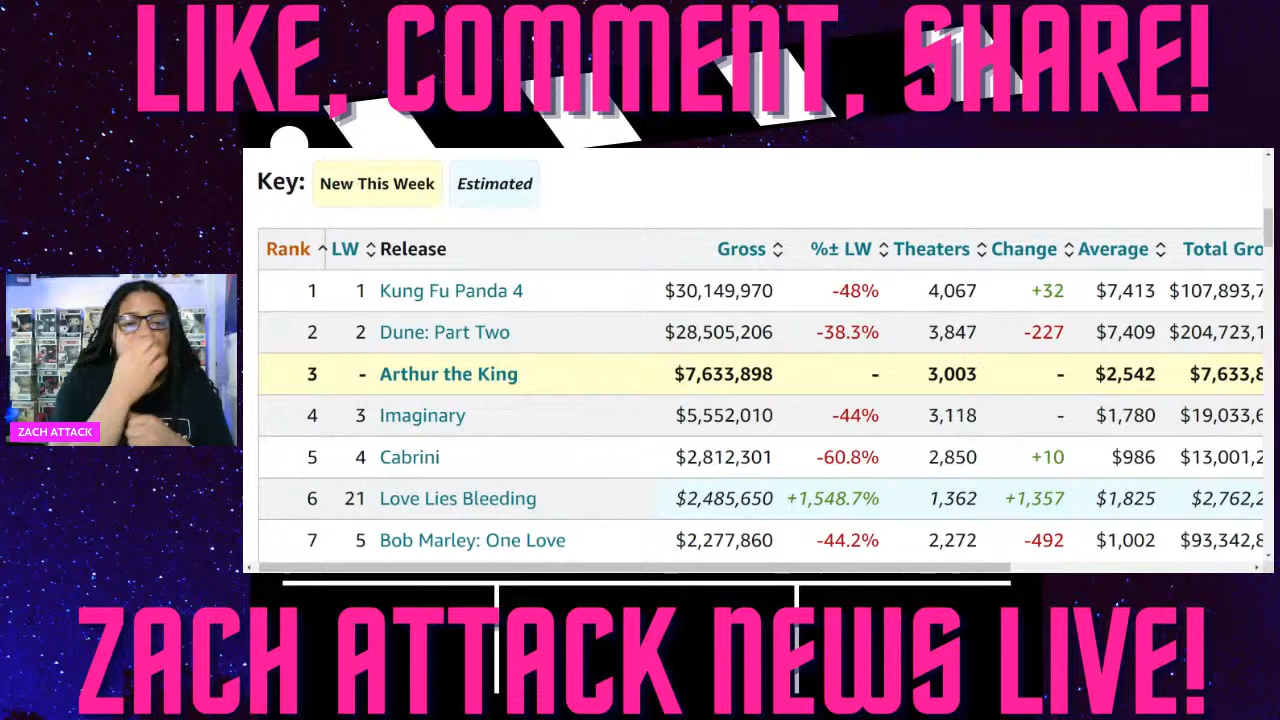 LIKE, COMMENT, SHARE!
Key: New This Week Estimated
Rank LW Release Gross %± LW Theaters Change Average Total Gro
1 1 Kung Fu Panda 4 $30,149,970 -48% 4,067 +32 $7,413 $107,893,7
2 2 Dune: Part Two $28,505,206 -38.3% 3,847 -227 $7,409 $204,723,1
3 - Arthur the King $7,633,898 - 3,003 - $2,542 $7,633,8
4 3 Imaginary $5,552,010 -44% 3,118 - $1,780 $19,033,6
5 4 Cabrini $2,812,301 -60.8% 2,850 +10 $986 $13,001,2
6 21 Love Lies Bleeding $2,485,650 +1,548.7% 1,362 +1,357 $1,825 $2,762,2
7 5 Bob Marley: One Love $2,277,860 -44.2% 2,272 -492 $1,002 $93,342,8
ZACH ATTACK
ZACH ATTACK NEWS LIVE!